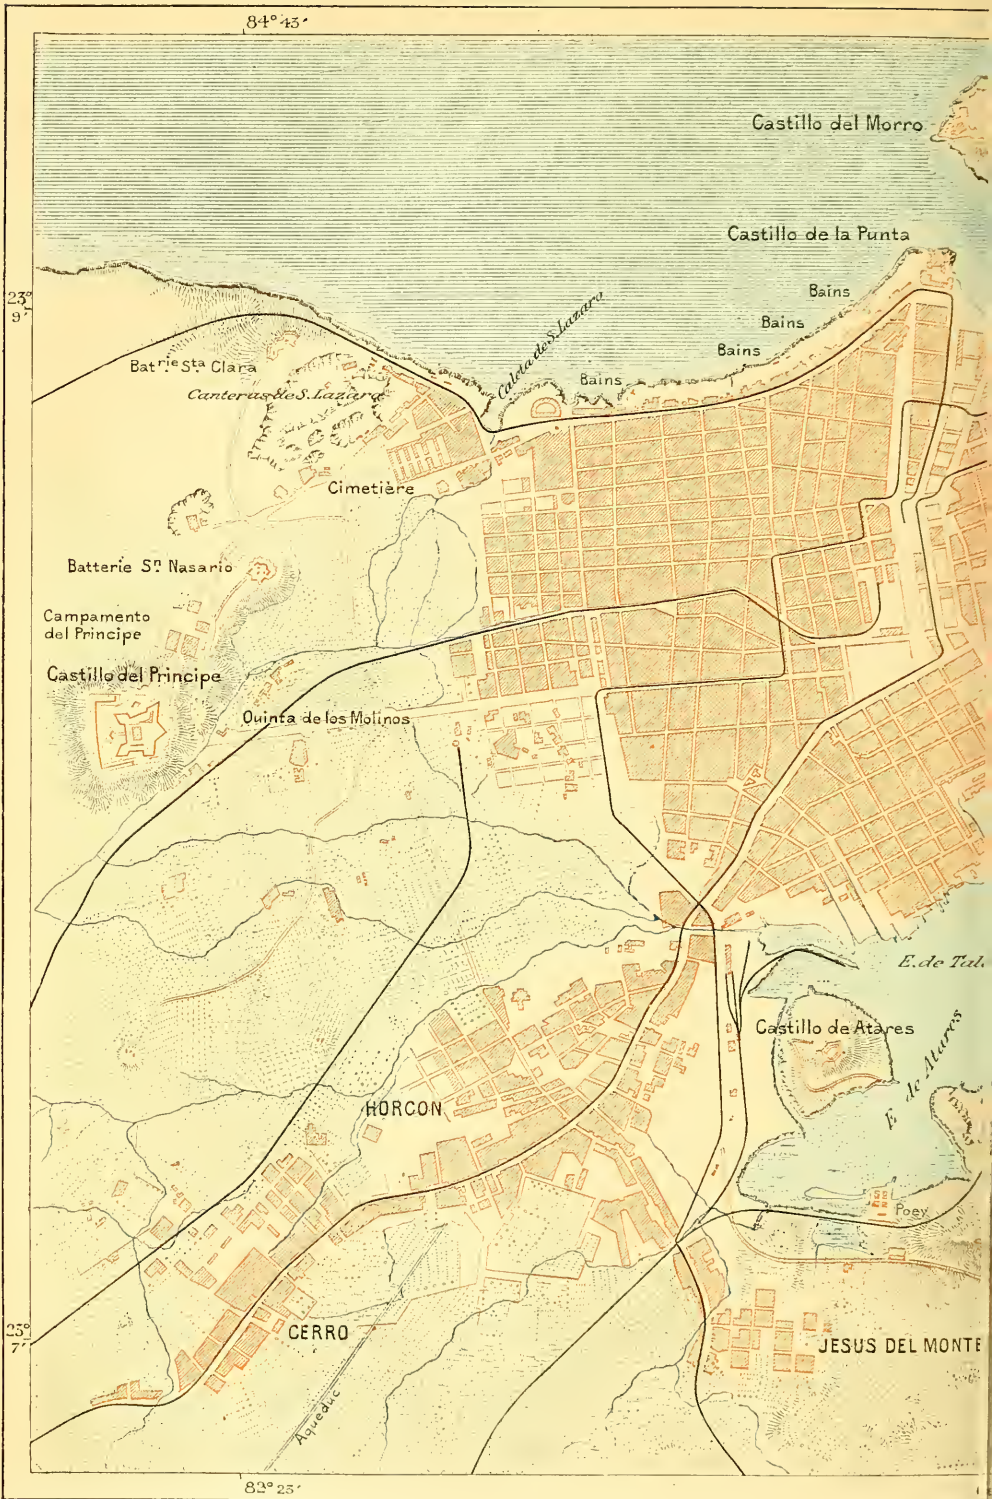 84° 43'
Castillo del Morro
Castillo de la Punta
23°
9'
Bains
Bains
Bains
Bains
Caleta de S. Lazaro
Batrie Sta Clara
Canteras de S. Lazaro
Cimetière
Batterie Sn Nasario
Campamento
del Principe
Castillo del Principe
Quinta de los Molinos
E. de Tal
Castillo de Atares
E de Atares
HORCON
Poey
CERRO
23°
7'
JESUS DEL MONTE
Aqueduc
82° 25'